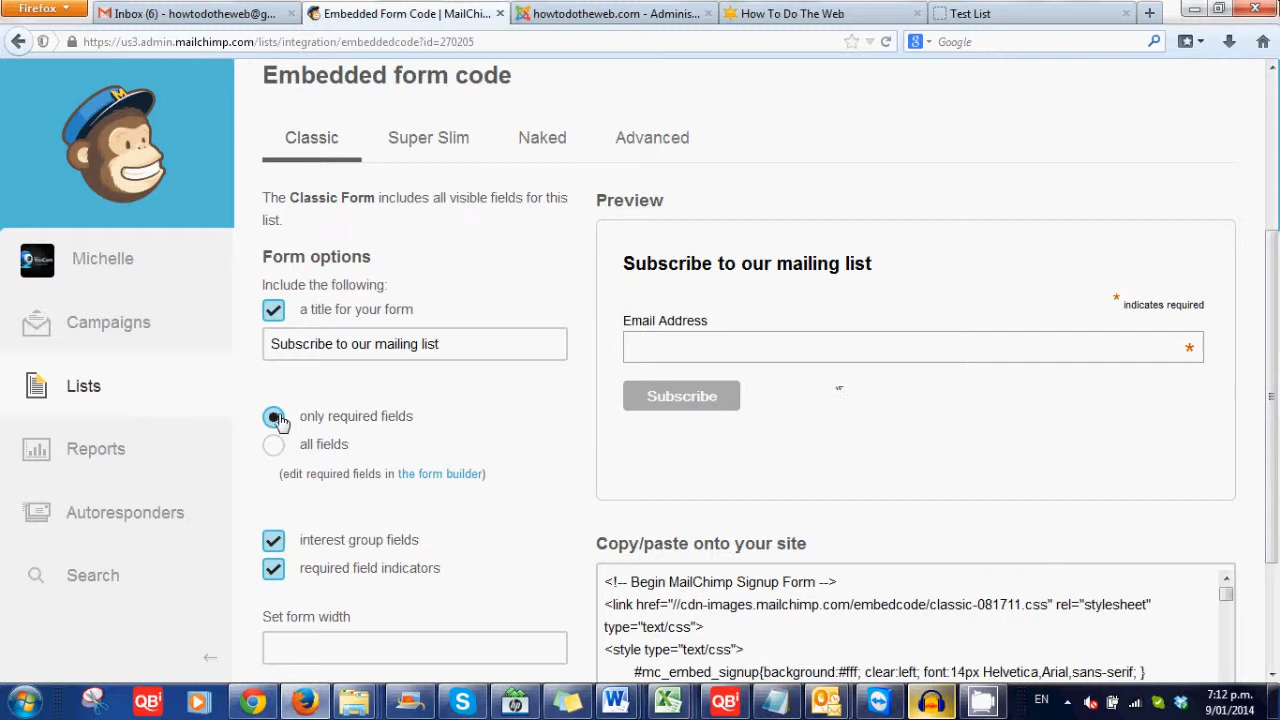 Firefox
Inbox (6) - howtodotheweb@g...
Embedded Form Code | MailChi...
howtodotheweb.com - Adminis...
How To Do The Web
Test List
https://us3.admin.mailchimp.com/lists/integration/embeddedcode?id=270205
Google
Embedded form code
Classic
Super Slim
Naked
Advanced
The Classic Form includes all visible fields for this
list.
Form options
Include the following:
a title for your form
Subscribe to our mailing list
only required fields
all fields
(edit required fields in the form builder)
interest group fields
required field indicators
Set form width
Preview
Subscribe to our mailing list
* indicates required
Email Address
*
Subscribe
Copy/paste onto your site
<!-- Begin MailChimp Signup Form -->
<link href="//cdn-images.mailchimp.com/embedcode/classic-081711.css" rel="stylesheet"
type="text/css">
<style type="text/css">
#mc_embed_signup{background:#fff; clear:left; font:14px Helvetica,Arial,sans-serif; }
Michelle
Campaigns
Lists
Reports
Autoresponders
Search
EN
7:12 p.m.
9/01/2014